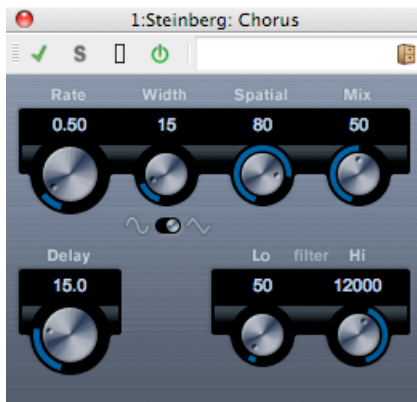 1:Steinberg: Chorus
S
Rate Width Spatial Mix
0.50 15 80 50
Delay Lo filter Hi
15.0 50 12000